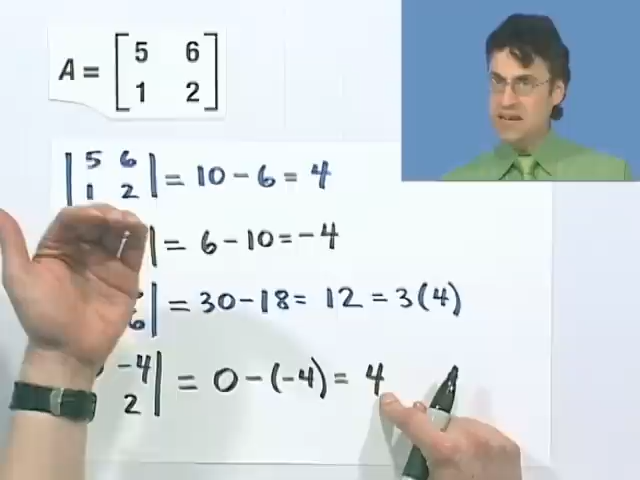 A = [5 6
1 2]
|5 6
1 2| = 10 - 6 = 4
| = 6 - 10 = -4
6| = 30 - 18 = 12 = 3(4)
-4
2| = 0 - (-4) = 4